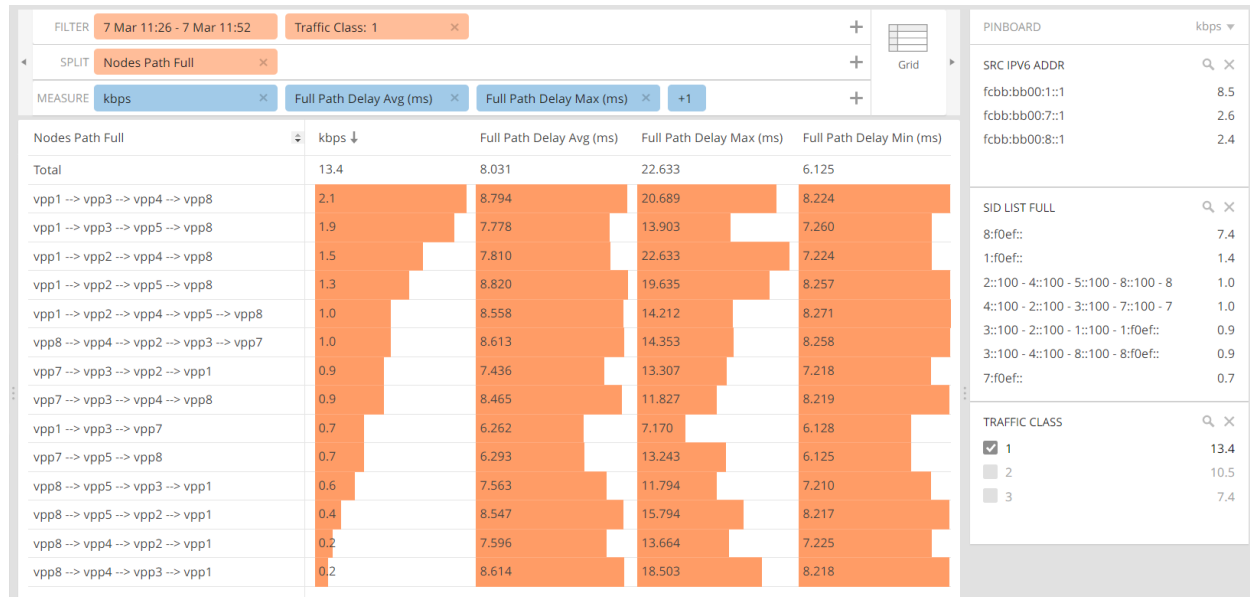 FILTER 7 Mar 11:26 - 7 Mar 11:52 Traffic Class: 1 × +
SPLIT Nodes Path Full × +
MEASURE kbps × Full Path Delay Avg (ms) × Full Path Delay Max (ms) × +1 +
Grid
Nodes Path Full kbps ↓ Full Path Delay Avg (ms) Full Path Delay Max (ms) Full Path Delay Min (ms)
Total 13.4 8.031 22.633 6.125
vpp1 --> vpp3 --> vpp4 --> vpp8 2.1 8.794 20.689 8.224
vpp1 --> vpp3 --> vpp5 --> vpp8 1.9 7.778 13.903 7.260
vpp1 --> vpp2 --> vpp4 --> vpp8 1.5 7.810 22.633 7.224
vpp1 --> vpp2 --> vpp5 --> vpp8 1.3 8.820 19.635 8.257
vpp1 --> vpp2 --> vpp4 --> vpp5 --> vpp8 1.0 8.558 14.212 8.271
vpp8 --> vpp4 --> vpp2 --> vpp3 --> vpp7 1.0 8.613 14.353 8.258
vpp7 --> vpp3 --> vpp2 --> vpp1 0.9 7.436 13.307 7.218
vpp7 --> vpp3 --> vpp4 --> vpp8 0.9 8.465 11.827 8.219
vpp1 --> vpp3 --> vpp7 0.7 6.262 7.170 6.128
vpp7 --> vpp5 --> vpp8 0.7 6.293 13.243 6.125
vpp8 --> vpp5 --> vpp3 --> vpp1 0.6 7.563 11.794 7.210
vpp8 --> vpp5 --> vpp2 --> vpp1 0.4 8.547 15.794 8.217
vpp8 --> vpp4 --> vpp2 --> vpp1 0.2 7.596 13.664 7.225
vpp8 --> vpp4 --> vpp3 --> vpp1 0.2 8.614 18.503 8.218
PINBOARD kbps
SRC IPV6 ADDR
fcbb:bb00:1::1 8.5
fcbb:bb00:7::1 2.6
fcbb:bb00:8::1 2.4
SID LIST FULL
8:f0ef:: 7.4
1:f0ef:: 1.4
2::100 - 4::100 - 5::100 - 8::100 - 8 1.0
4::100 - 2::100 - 3::100 - 7::100 - 7 1.0
3::100 - 2::100 - 1::100 - 1:f0ef:: 0.9
3::100 - 4::100 - 8::100 - 8:f0ef:: 0.9
7:f0ef:: 0.7
TRAFFIC CLASS
1 13.4
2 10.5
3 7.4